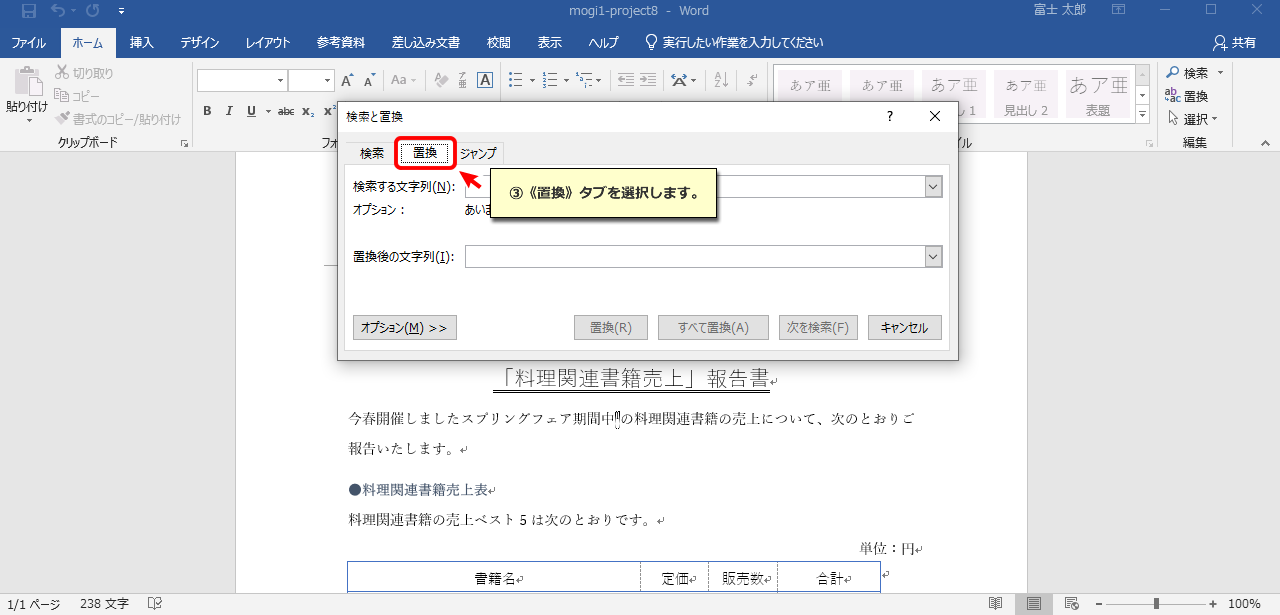 mogi1-project8 - Word
富士 太郎
ファイル
ホーム
挿入
デザイン
レイアウト
参考資料
差し込み文書
校閲
表示
ヘルプ
実行したい作業を入力してください
共有
貼り付け
切り取り
コピー
書式のコピー/貼り付け
クリップボード
B I U abc x₂ x²
Aa
A
あア亜
あア亜
あア亜
あア亜
あア亜
見出し 2
表題
検索
置換
選択
編集
検索と置換
検索
置換
ジャンプ
検索する文字列(N):
オプション：
③《置換》タブを選択します。
置換後の文字列(I):
オプション(M) >>
置換(R)
すべて置換(A)
次を検索(F)
キャンセル
「料理関連書籍売上」報告書
今春開催しましたスプリングフェア期間中の料理関連書籍の売上について、次のとおりご
報告いたします。
●料理関連書籍売上表
料理関連書籍の売上ベスト 5 は次のとおりです。
単位：円
書籍名
定価
販売数
合計
1/1 ページ
238 文字
100%